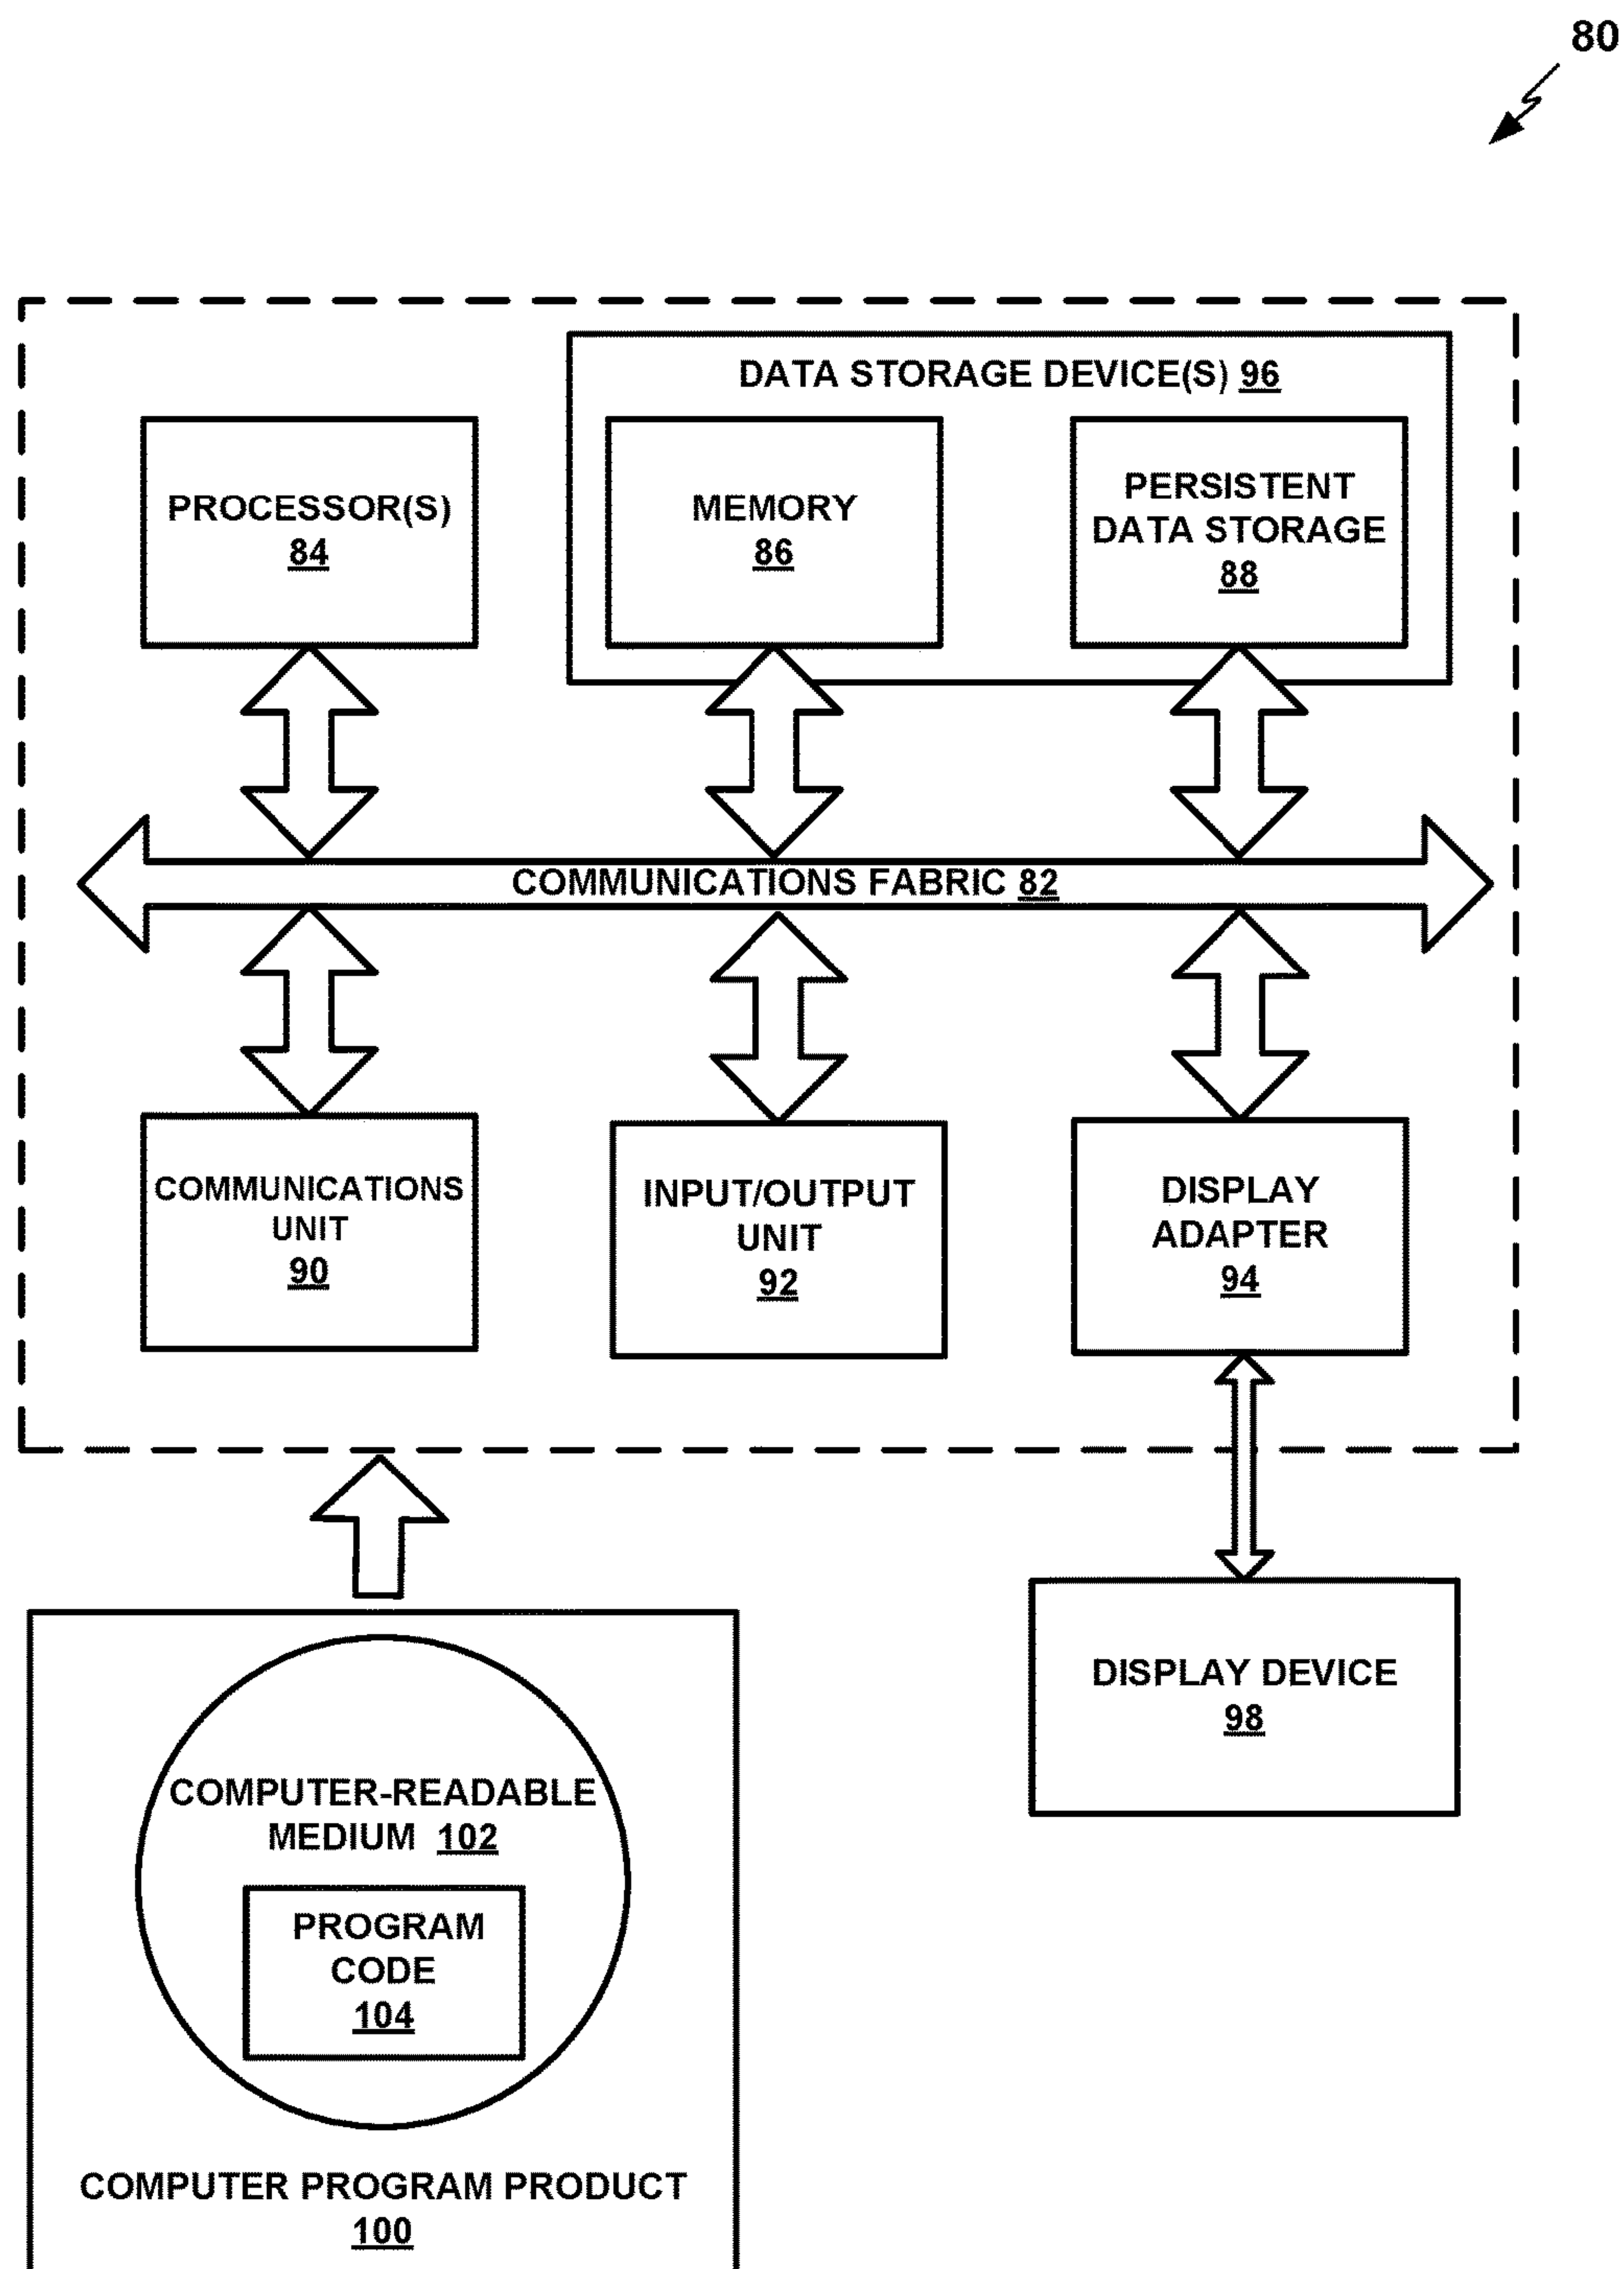 80
DATA STORAGE DEVICE(S) 96
PROCESSOR(S)
84
MEMORY
86
PERSISTENT
DATA STORAGE
88
COMMUNICATIONS FABRIC 82
COMMUNICATIONS
UNIT
90
INPUT/OUTPUT
UNIT
92
DISPLAY
ADAPTER
94
DISPLAY DEVICE
98
COMPUTER-READABLE
MEDIUM 102
PROGRAM
CODE
104
COMPUTER PROGRAM PRODUCT
100